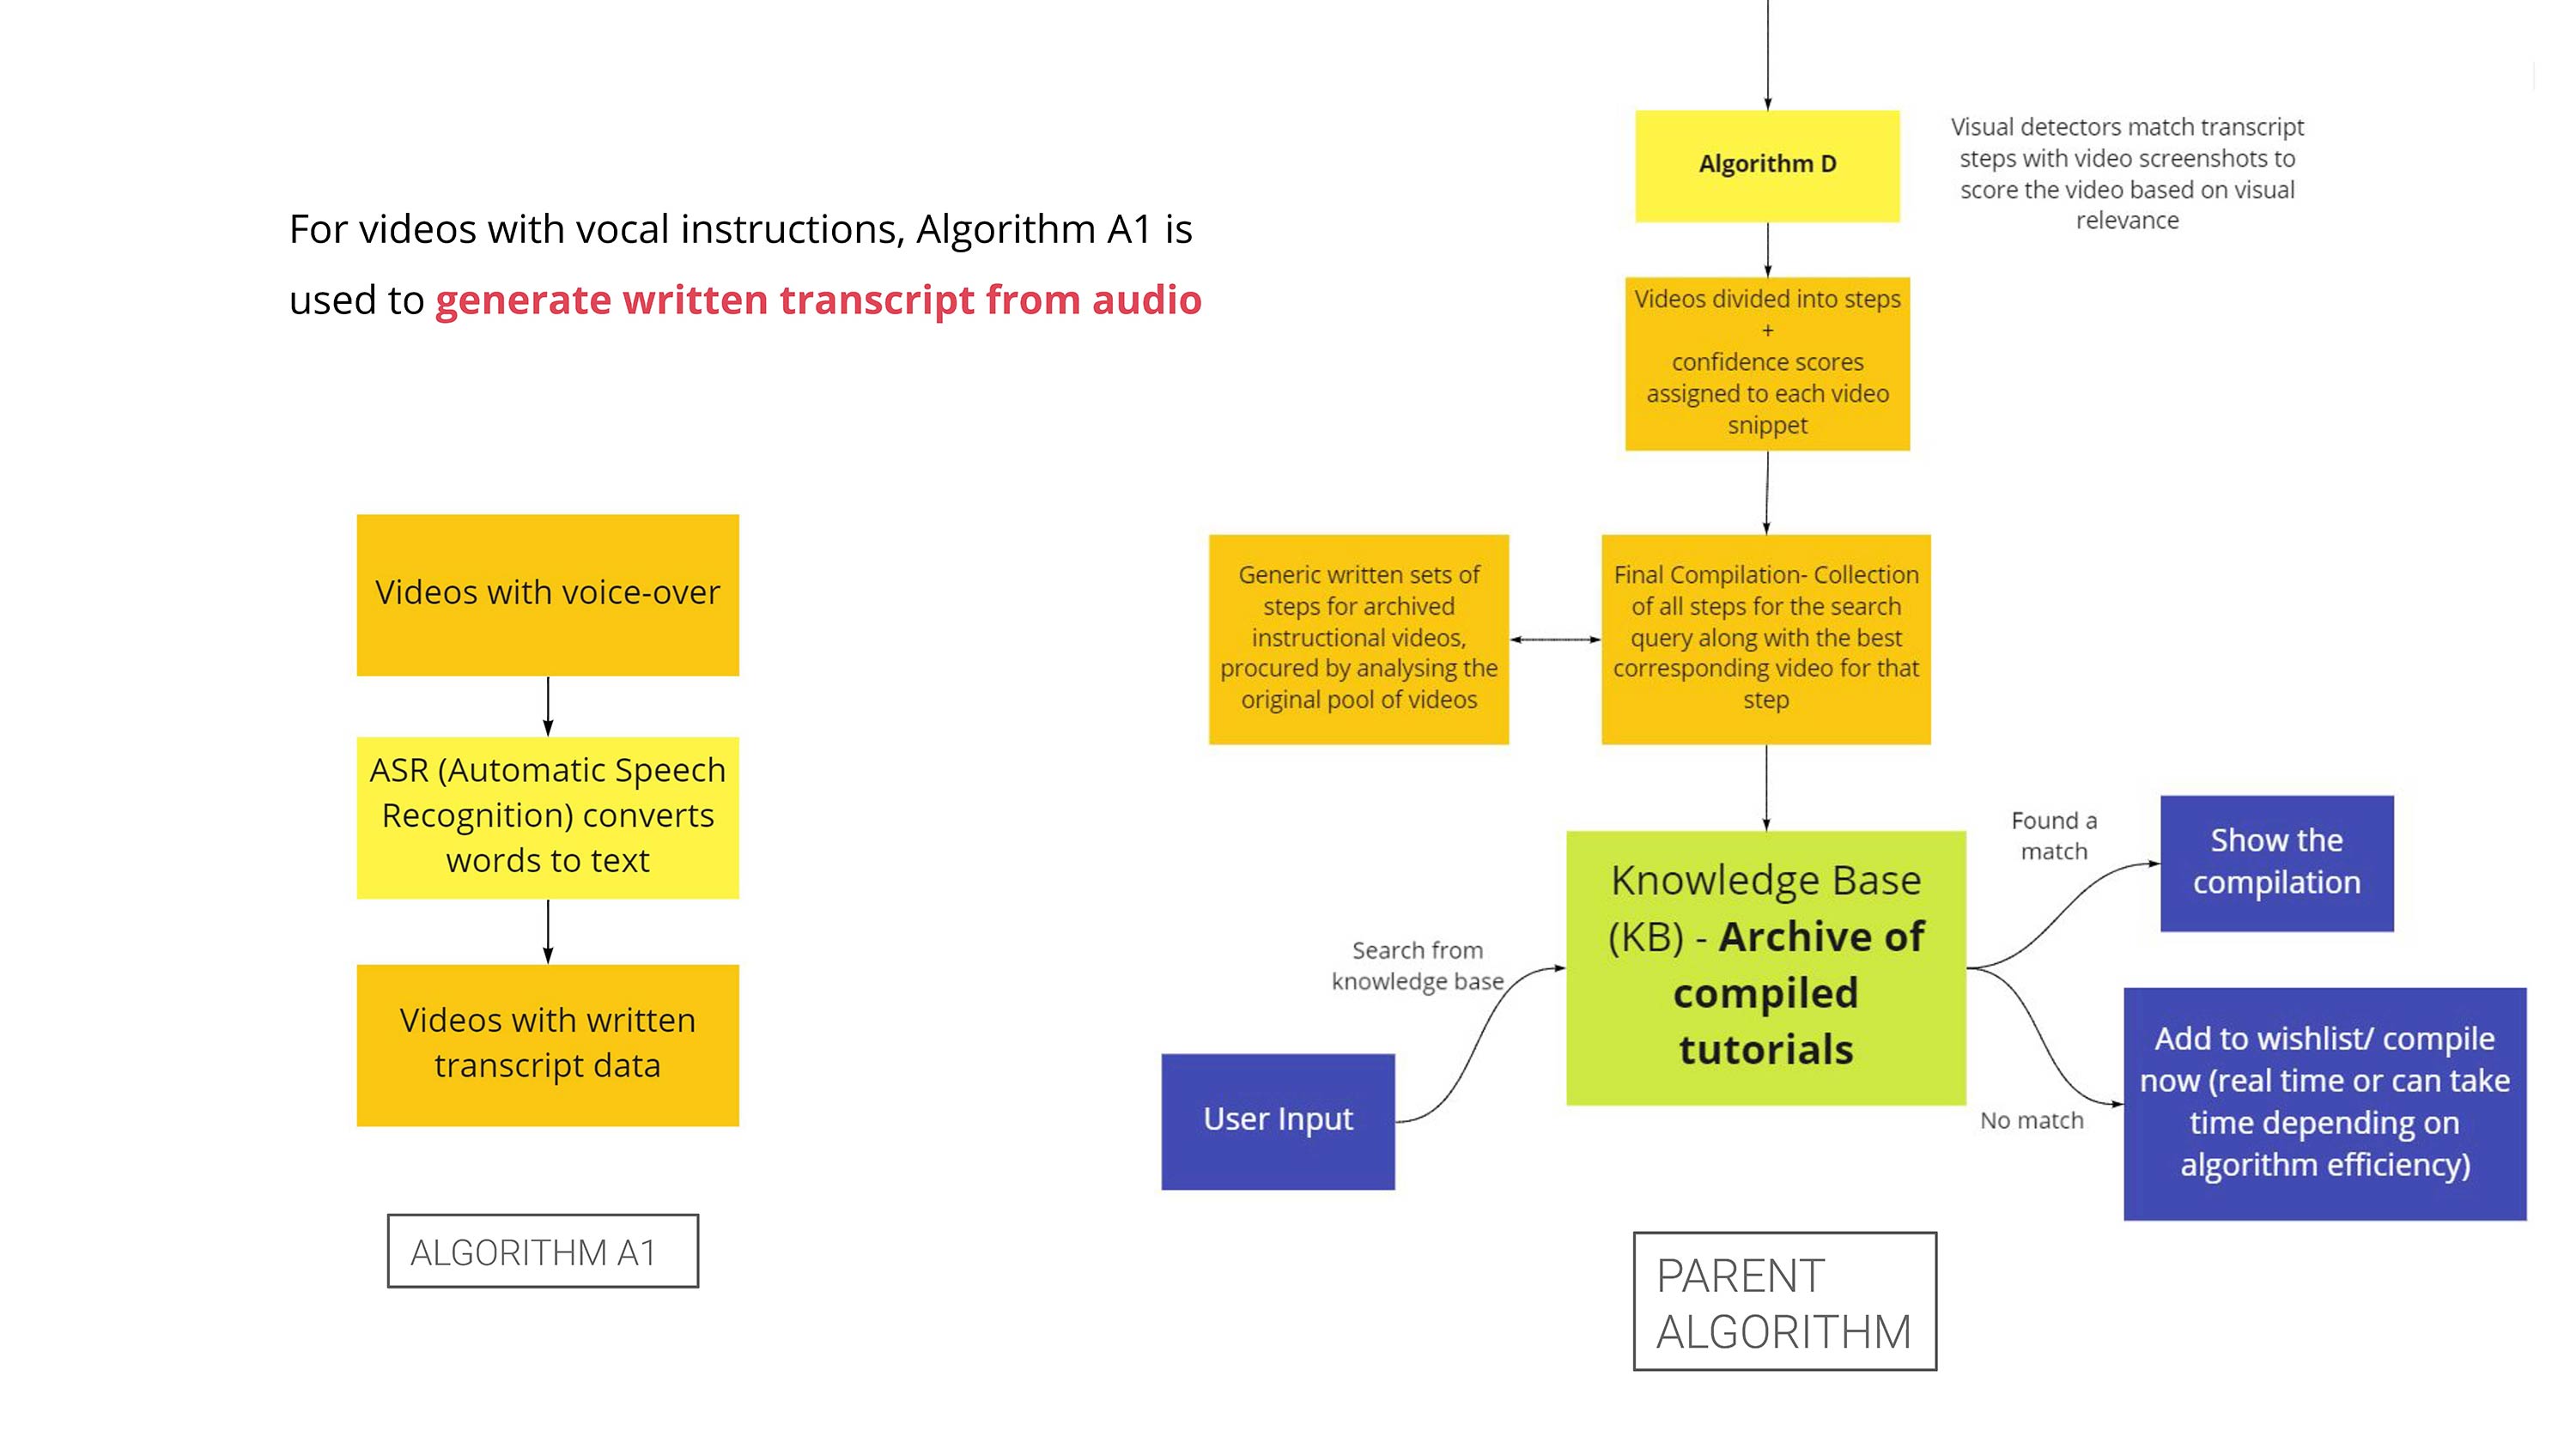 For videos with vocal instructions, Algorithm A1 is
used to generate written transcript from audio
Videos with voice-over
ASR (Automatic Speech
Recognition) converts
words to text
Videos with written
transcript data
ALGORITHM A1
Algorithm D
Visual detectors match transcript
steps with video screenshots to
score the video based on visual
relevance
Videos divided into steps
+
confidence scores
assigned to each video
snippet
Generic written sets of
steps for archived
instructional videos,
procured by analysing the
original pool of videos
Final Compilation- Collection
of all steps for the search
query along with the best
corresponding video for that
step
Knowledge Base
(KB) - Archive of
compiled
tutorials
Search from
knowledge base
User Input
Found a
match
Show the
compilation
No match
Add to wishlist/ compile
now (real time or can take
time depending on
algorithm efficiency)
PARENT
ALGORITHM